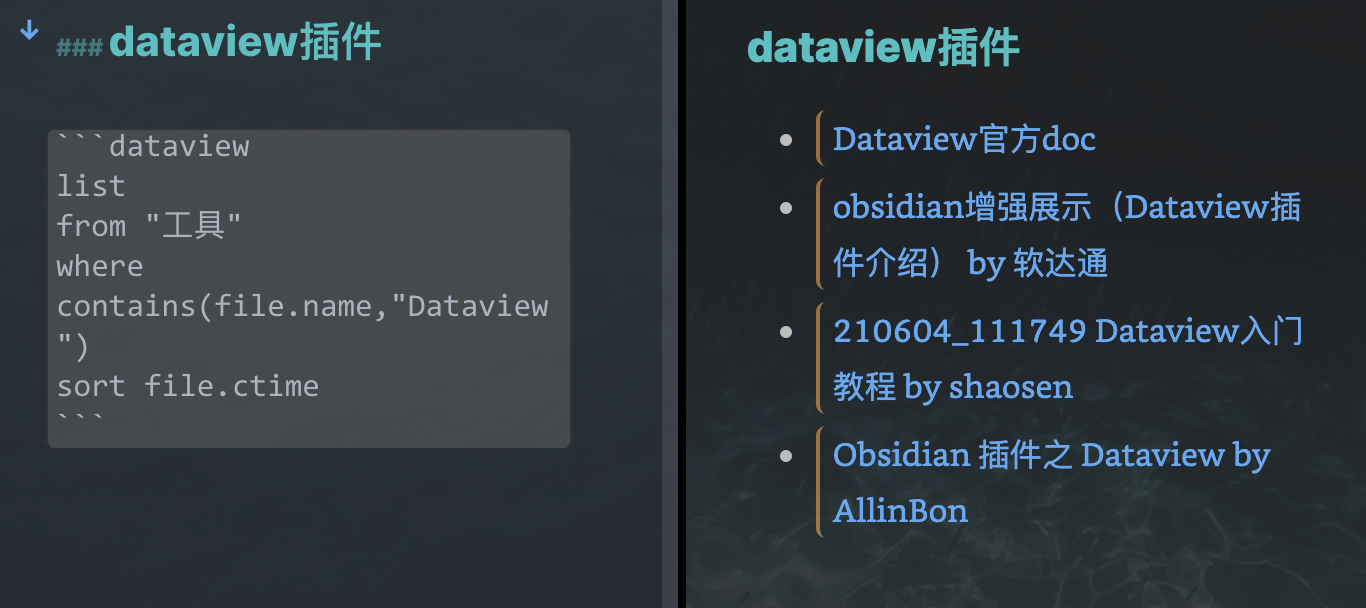 ### dataview插件
```dataview
list
from "工具"
where
contains(file.name,"Dataview
")
sort file.ctime
```
dataview插件
Dataview官方doc
obsidian增强展示（Dataview插
件介绍） by 软达通
210604_111749 Dataview入门
教程 by shaosen
Obsidian 插件之 Dataview by
AllinBon